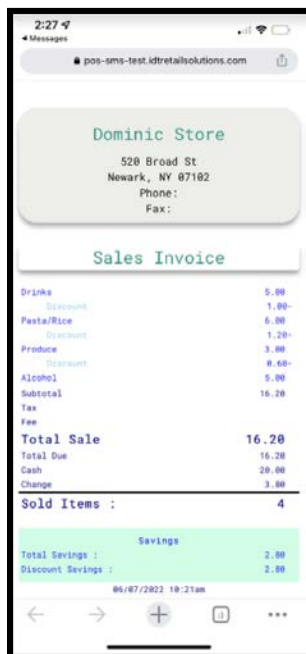 2:27
Messages
pos-sms-test.idtretailsolutions.com
Dominic Store
520 Broad St
Newark, NY 07102
Phone:
Fax:
Sales Invoice
Drinks 5.00
Discount 1.00-
Pasta/Rice 6.00
Discount 1.20-
Produce 3.00
Discount 0.60-
Alcohol 5.00
Subtotal 16.20
Tax
Fee
Total Sale 16.20
Total Due 16.20
Cash 20.00
Change 3.80
Sold Items : 4
Savings
Total Savings : 2.80
Discount Savings : 2.80
06/07/2022 10:21am